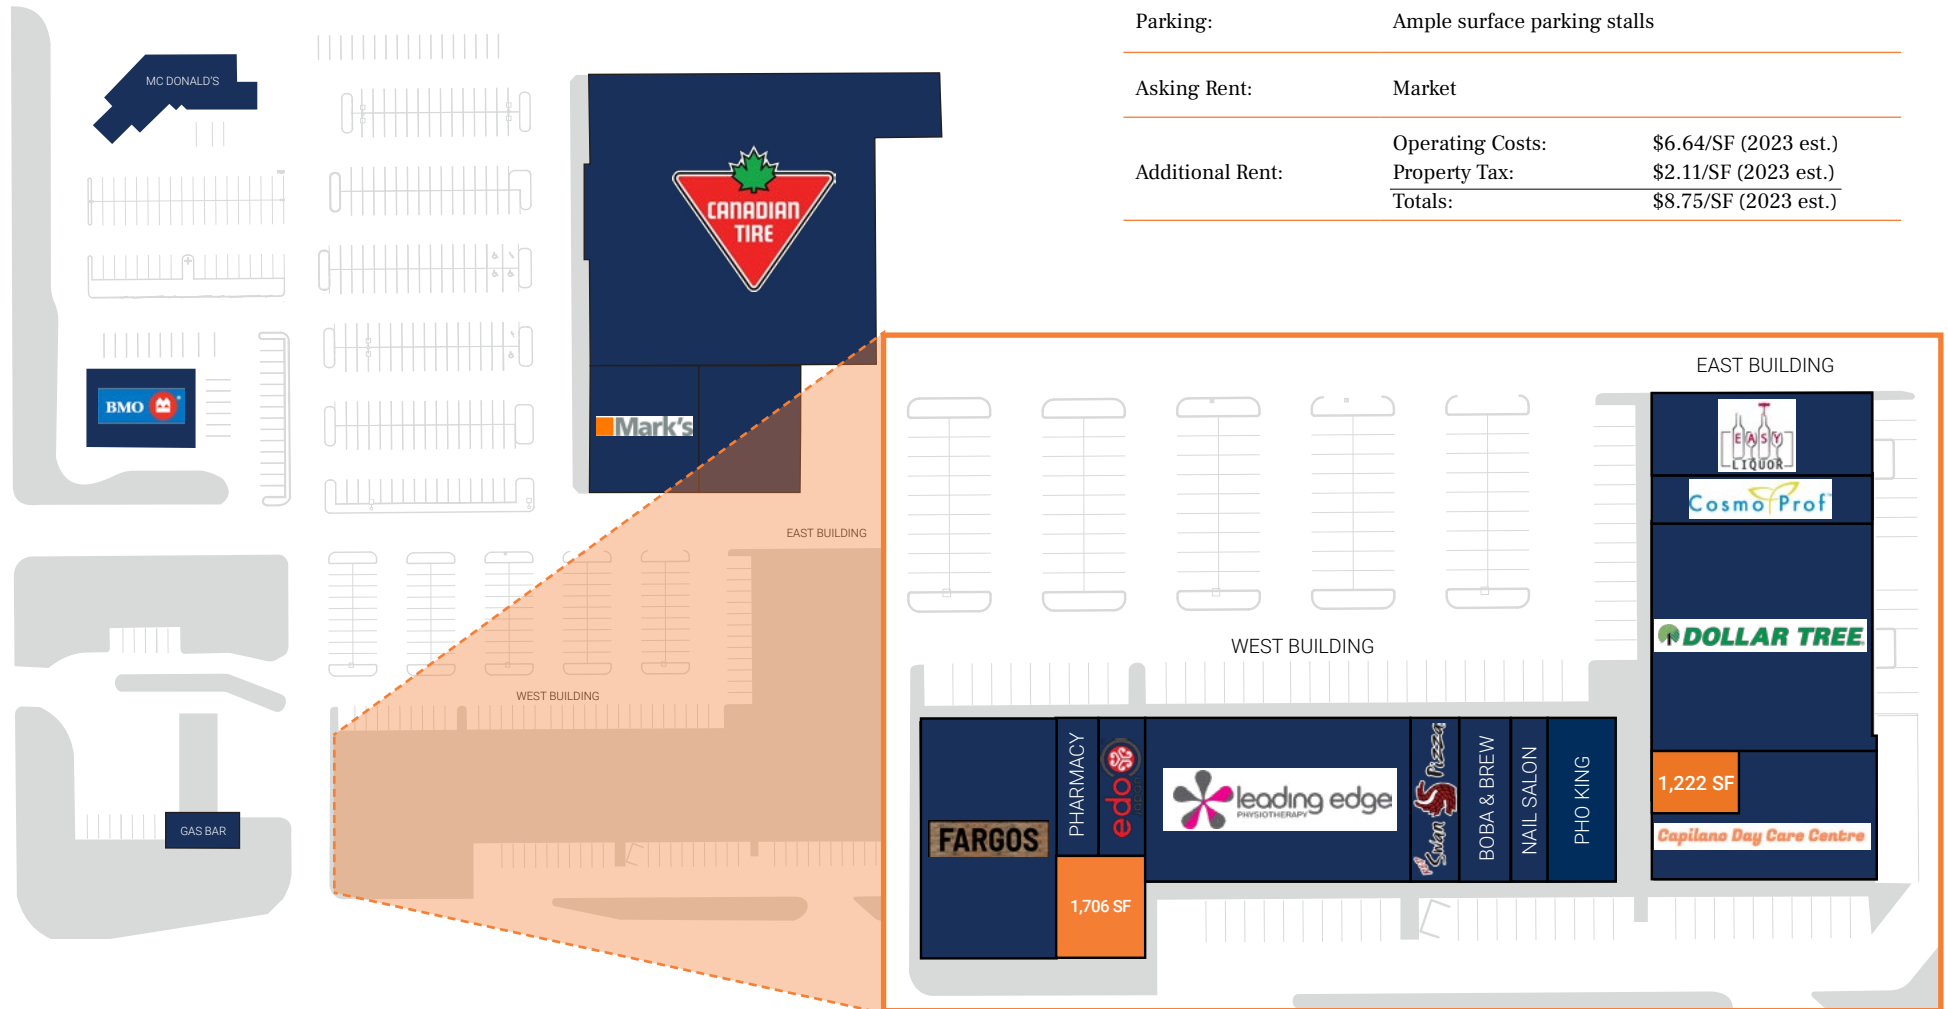 Parking: Ample surface parking stalls
Asking Rent: Market
Additional Rent:
Operating Costs: $6.64/SF (2023 est.)
Property Tax: $2.11/SF (2023 est.)
Totals: $8.75/SF (2023 est.)
MC DONALD'S
CANADIAN
TIRE
BMO
Mark's
EAST BUILDING
WEST BUILDING
GAS BAR
EAST BUILDING
EASY
LIQUOR
CosmoProf
DOLLAR TREE
1,222 SF
Capilano Day Care Centre
WEST BUILDING
FARGOS
PHARMACY
edo
1,706 SF
leading edge
PHYSIOTHERAPY
Swan Pizza
BOBA & BREW
NAIL SALON
PHO KING